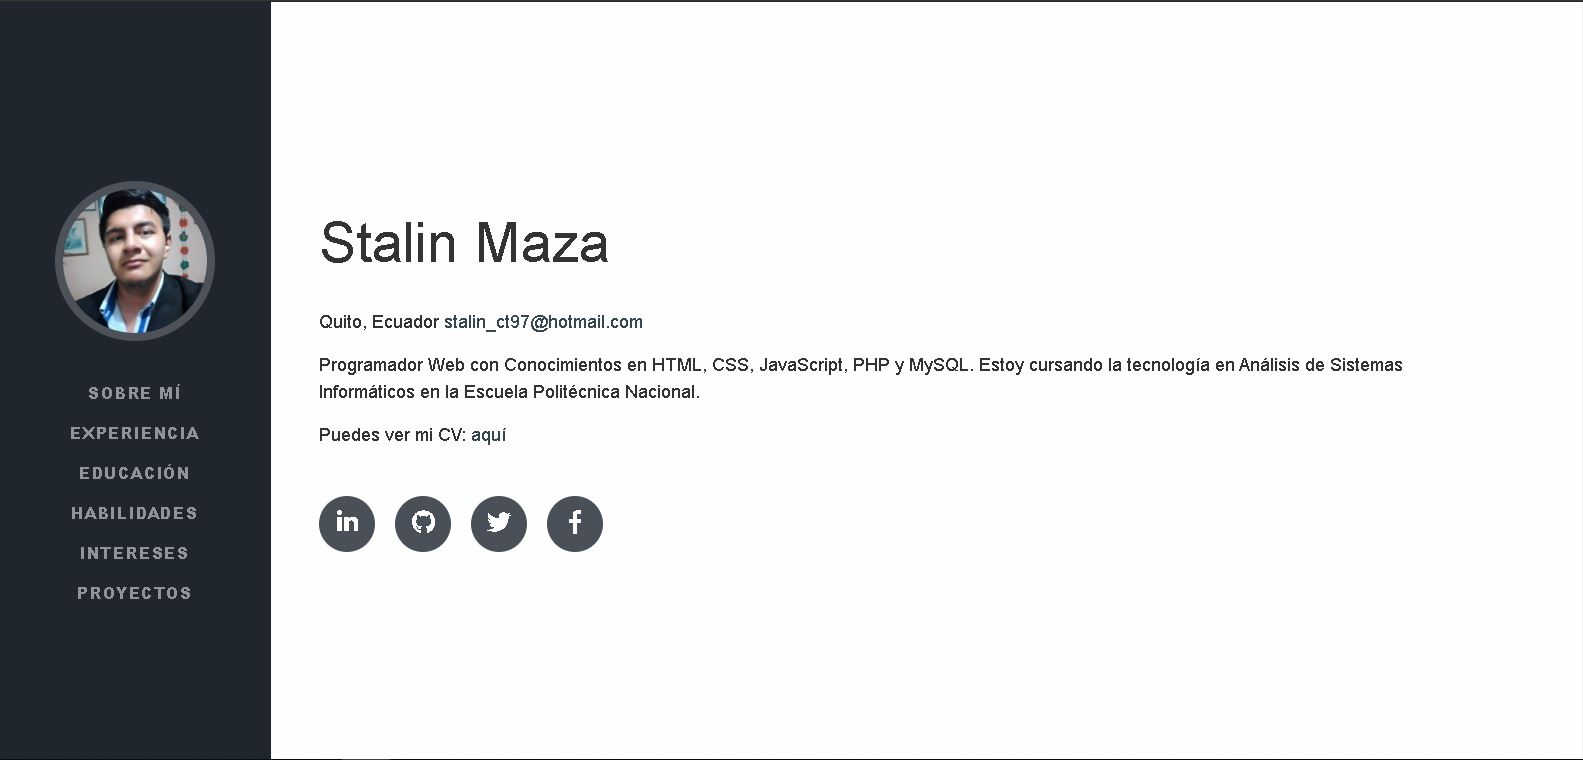 SOBRE MÍ
EXPERIENCIA
EDUCACIÓN
HABILIDADES
INTERESES
PROYECTOS
Stalin Maza
Quito, Ecuador stalin_ct97@hotmail.com
Programador Web con Conocimientos en HTML, CSS, JavaScript, PHP y MySQL. Estoy cursando la tecnología en Análisis de Sistemas
Informáticos en la Escuela Politécnica Nacional.
Puedes ver mi CV: aquí